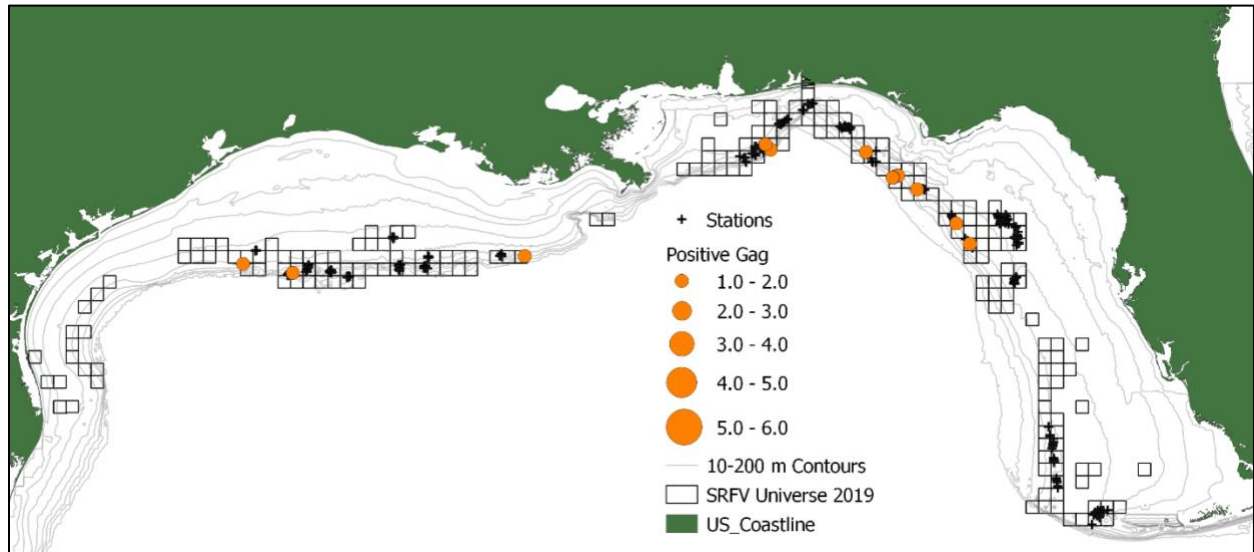 Stations
Positive Gag
1.0 - 2.0
2.0 - 3.0
3.0 - 4.0
4.0 - 5.0
5.0 - 6.0
10-200 m Contours
SRFV Universe 2019
US_Coastline